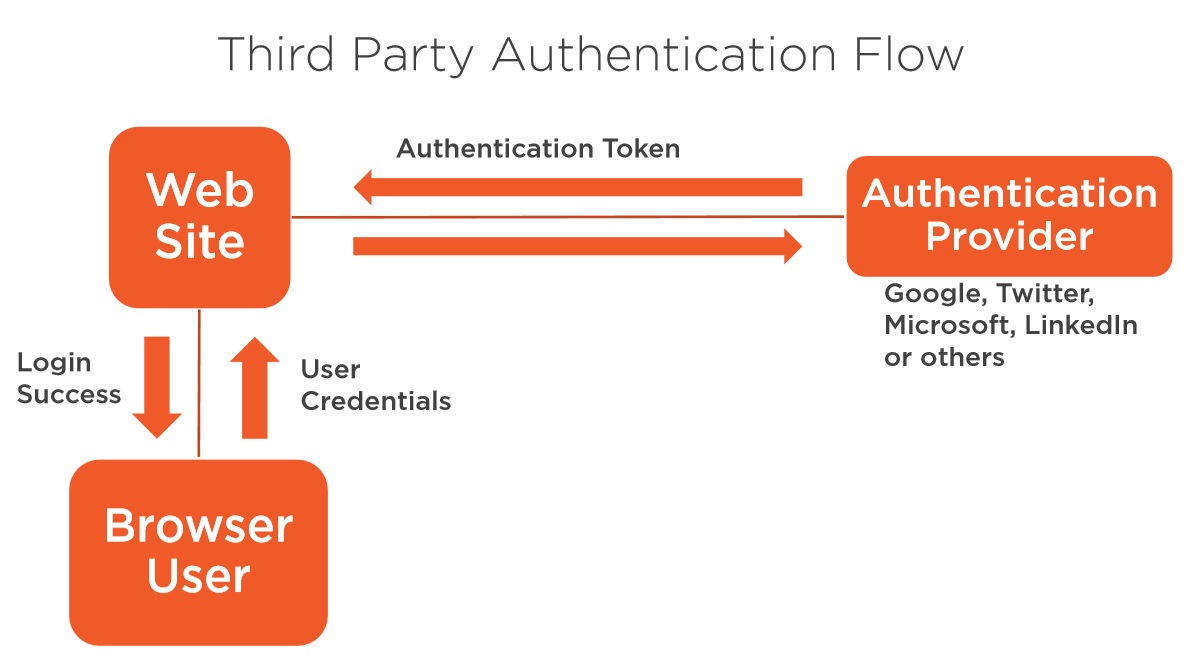 Third Party Authentication Flow
Authentication Token
Web
Site
Authentication
Provider
Google, Twitter,
Microsoft, LinkedIn
or others
Login
Success
User
Credentials
Browser
User